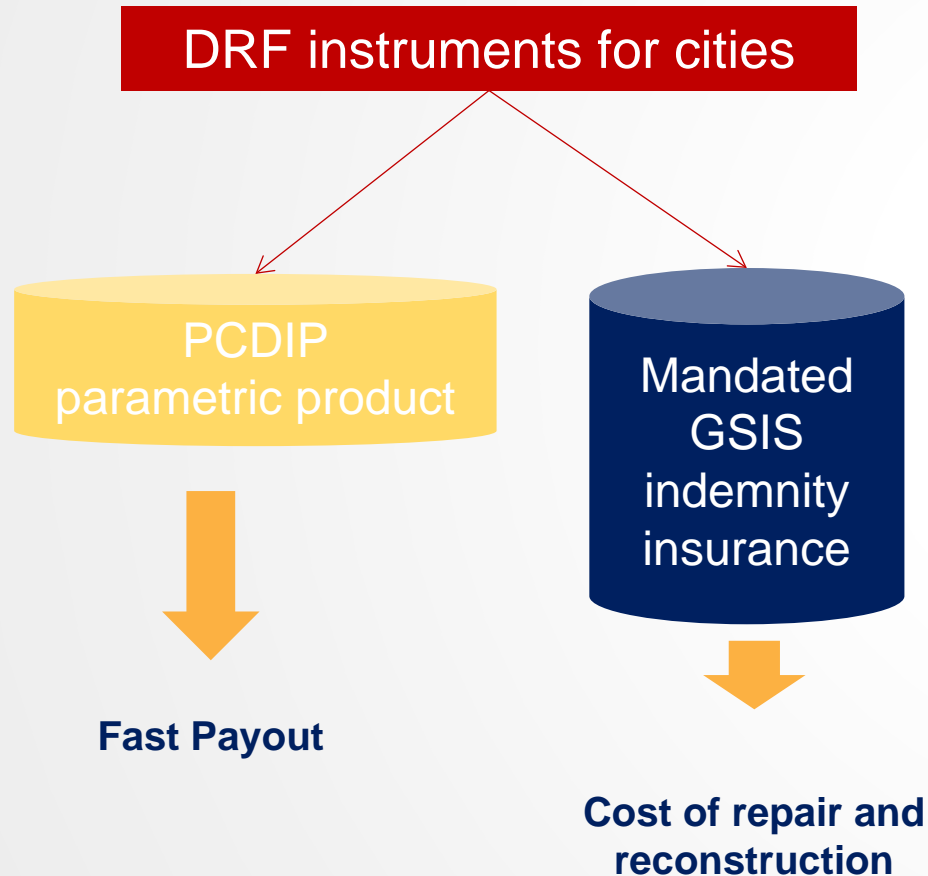 DRF instruments for cities
PCDIP
parametric product
Mandated
GSIS
indemnity
insurance
Fast Payout
Cost of repair and
reconstruction